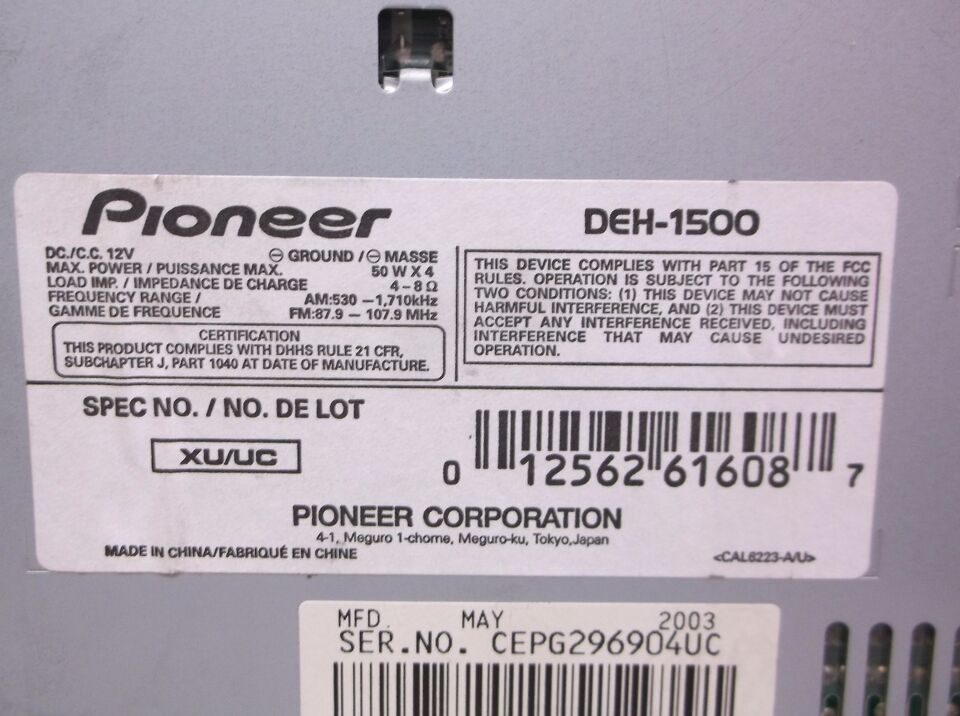 Pioneer
DEH-1500
DC./C.C. 12V
⊖ GROUND / ⊖ MASSE
MAX. POWER / PUISSANCE MAX. 50 W X 4
LOAD IMP. / IMPEDANCE DE CHARGE 4 – 8 Ω
FREQUENCY RANGE / AM:530 – 1,710kHz
GAMME DE FREQUENCE FM:87.9 – 107.9 MHz
CERTIFICATION
THIS PRODUCT COMPLIES WITH DHHS RULE 21 CFR,
SUBCHAPTER J, PART 1040 AT DATE OF MANUFACTURE.
THIS DEVICE COMPLIES WITH PART 15 OF THE FCC
RULES. OPERATION IS SUBJECT TO THE FOLLOWING
TWO CONDITIONS: (1) THIS DEVICE MAY NOT CAUSE
HARMFUL INTERFERENCE, AND (2) THIS DEVICE MUST
ACCEPT ANY INTERFERENCE RECEIVED, INCLUDING
INTERFERENCE THAT MAY CAUSE UNDESIRED
OPERATION.
SPEC NO. / NO. DE LOT
XU/UC
0 12562 61608 7
PIONEER CORPORATION
4-1, Meguro 1-chome, Meguro-ku, Tokyo,Japan
MADE IN CHINA/FABRIQUÉ EN CHINE
<CAL6223-A/U>
MFD. MAY 2003
SER.NO. CEPG296904UC